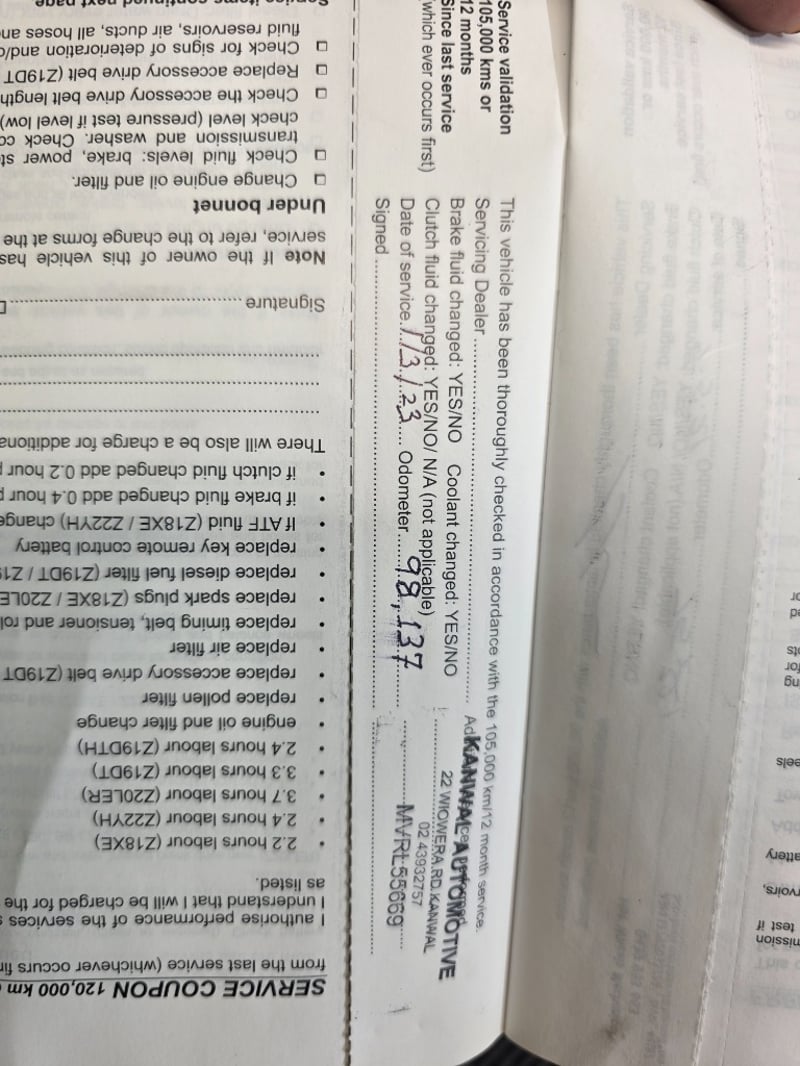 Service validation
105,000 kms or
12 months
Since last service
(which ever occurs first)
This vehicle has been thoroughly checked in accordance with the 105,000 km/12 month service.
Servicing Dealer
Brake fluid changed: YES/NO Coolant changed: YES/NO
Clutch fluid changed: YES/NO/ N/A (not applicable)
Date of service 1/3/23 Odometer 98,137
Signed
KANWAL AUTOMOTIVE
22 WIOWERA RD. KANWAL
02 43932757
MVRL55669
SERVICE COUPON 120,000 km
from the last service (whichever occurs
I authorise performance of the services
I understand that I will be charged for the
as listed.
• 2.2 hours labour (Z18XE)
• 2.4 hours labour (Z22YH)
• 3.7 hours labour (Z20LER)
• 3.3 hours labour (Z19DT)
• 2.4 hours labour (Z19DTH)
• engine oil and filter change
• replace pollen filter
• replace accessory drive belt (Z19DT
• replace air filter
• replace timing belt, tensioner and
• replace spark plugs (Z18XE / Z20LE
• replace diesel fuel filter (Z19DT /
• replace key remote control battery
• If ATF fluid (Z18XE / Z22YH)
• if brake fluid changed add 0.4 hour
• if clutch fluid changed add 0.2 hour
There will also be a charge for
Signature
Note If the owner of this vehicle has
service, refer to the change forms at the
Under bonnet
Change engine oil and filter.
Check fluid levels: brake, power
transmission and washer. Check
check level (pressure test if level low)
Check the accessory drive belt
Replace accessory drive belt (Z19DT
Check for signs of deterioration
fluid reservoirs, air ducts, all hoses
Service items continued next page